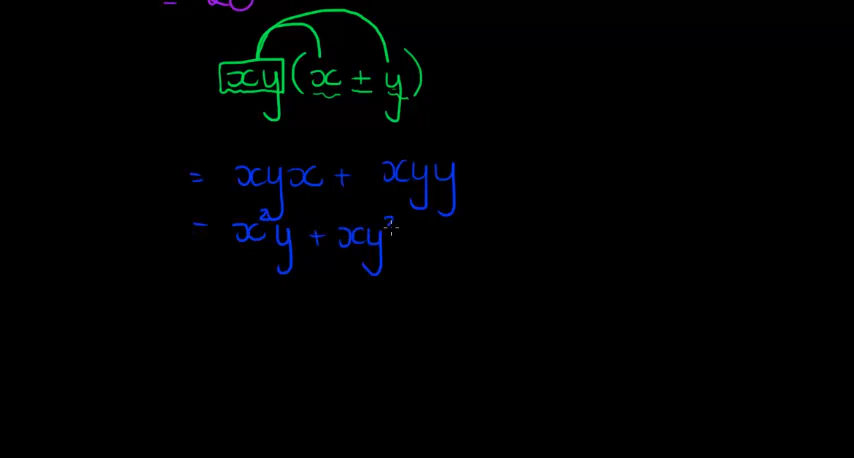 xy(x + y)
= xyx + xyy
- x²y + xy²